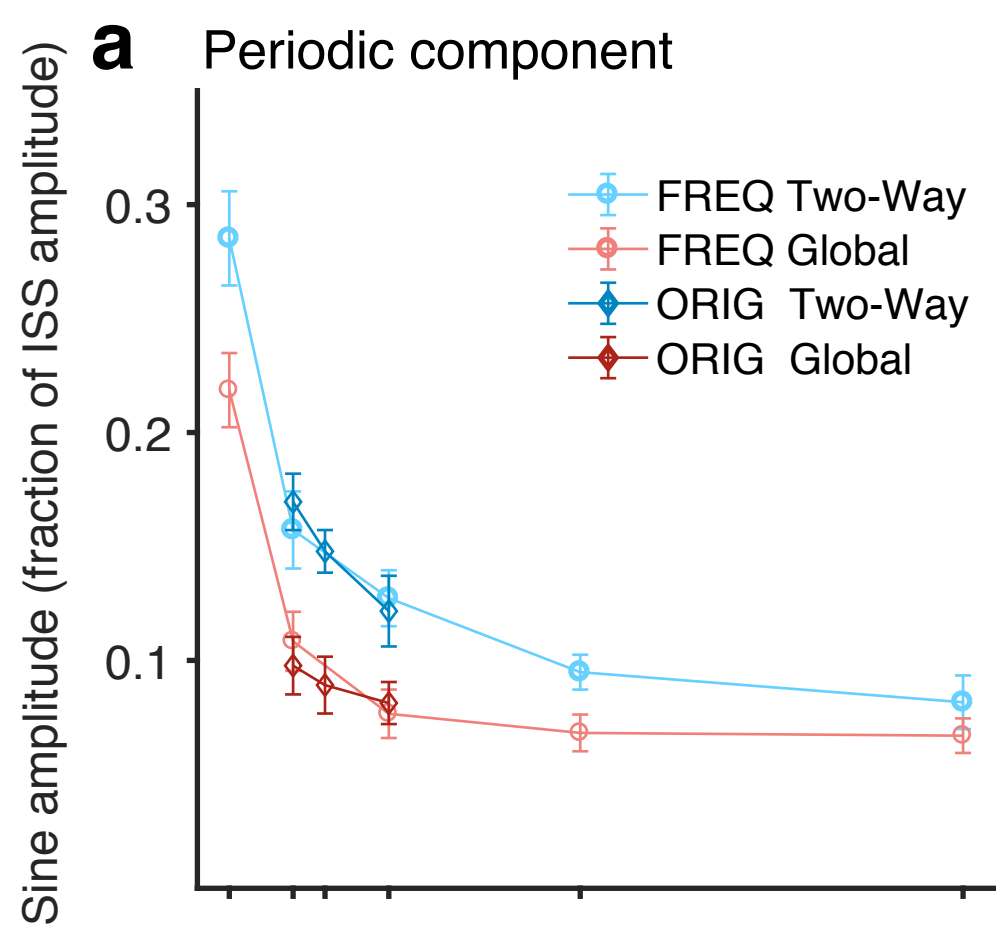 a Periodic component
Sine amplitude (fraction of ISS amplitude)
0.3
0.2
0.1
FREQ Two-Way
FREQ Global
ORIG Two-Way
ORIG Global